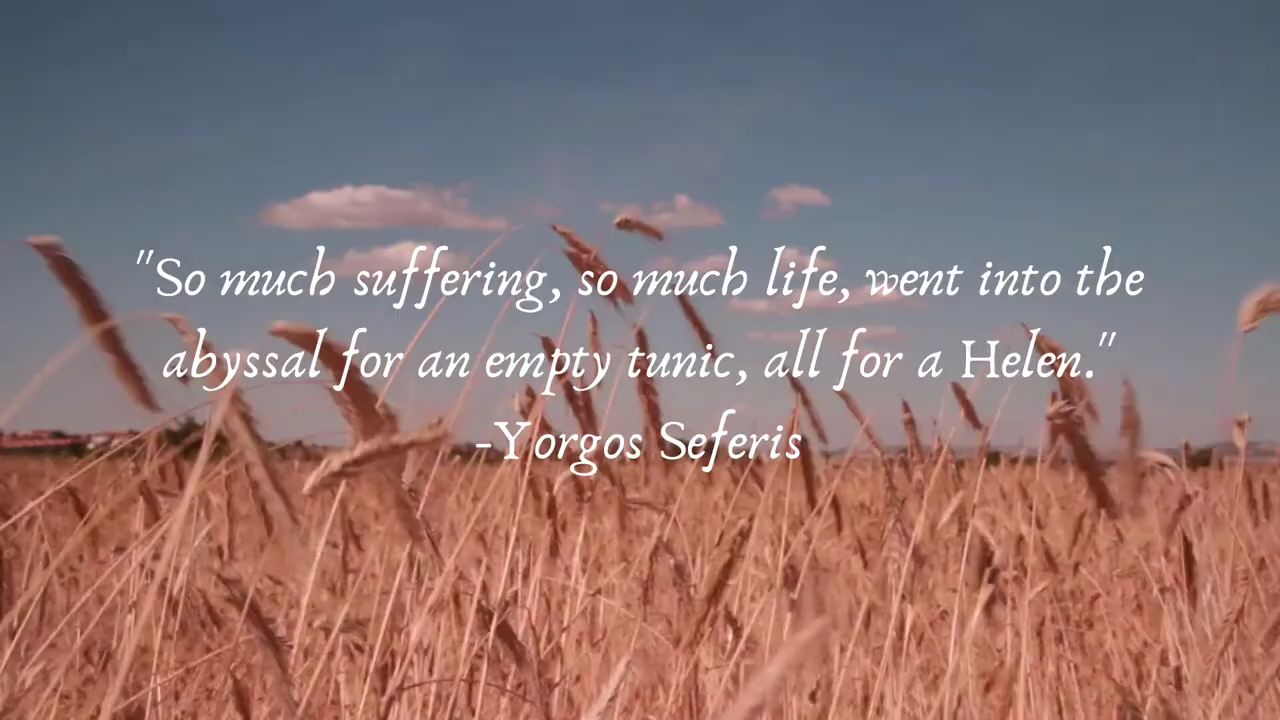 "So much suffering, so much life, went into the
abyssal for an empty tunic, all for a Helen."
-Yorgos Seferis